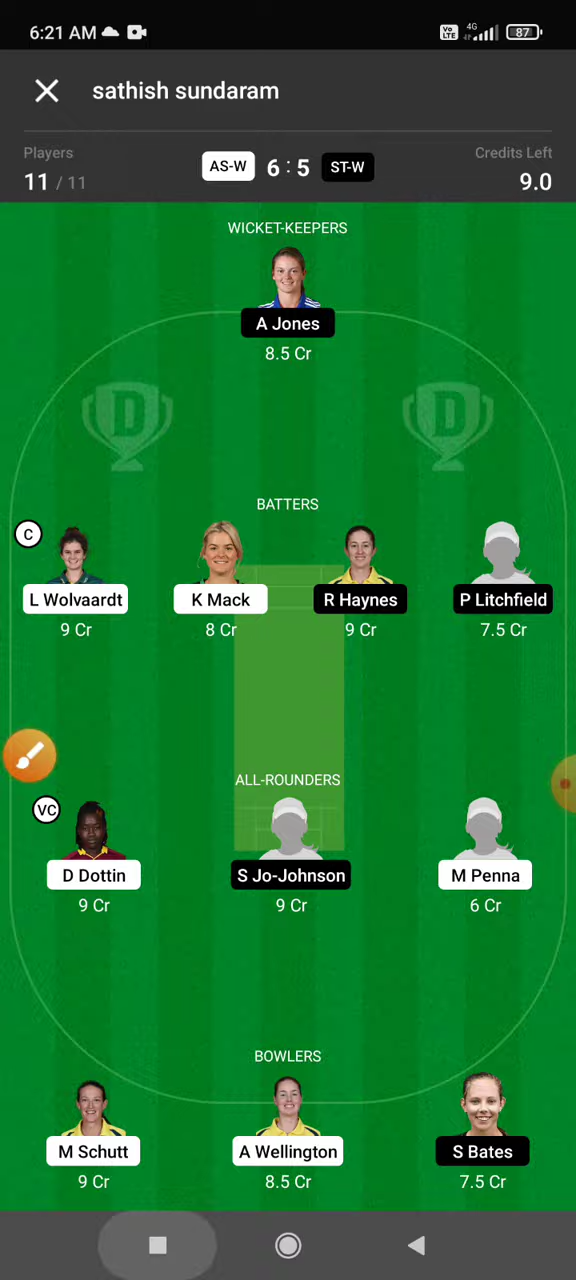 6:21 AM
Vo LTE 4G 87
sathish sundaram
Players
11 / 11
AS-W 6 : 5 ST-W
Credits Left
9.0
WICKET-KEEPERS
A Jones
8.5 Cr
D D
BATTERS
C
L Wolvaardt K Mack R Haynes P Litchfield
9 Cr 8 Cr 9 Cr 7.5 Cr
ALL-ROUNDERS
VC
D Dottin S Jo-Johnson M Penna
9 Cr 9 Cr 6 Cr
BOWLERS
M Schutt A Wellington S Bates
9 Cr 8.5 Cr 7.5 Cr